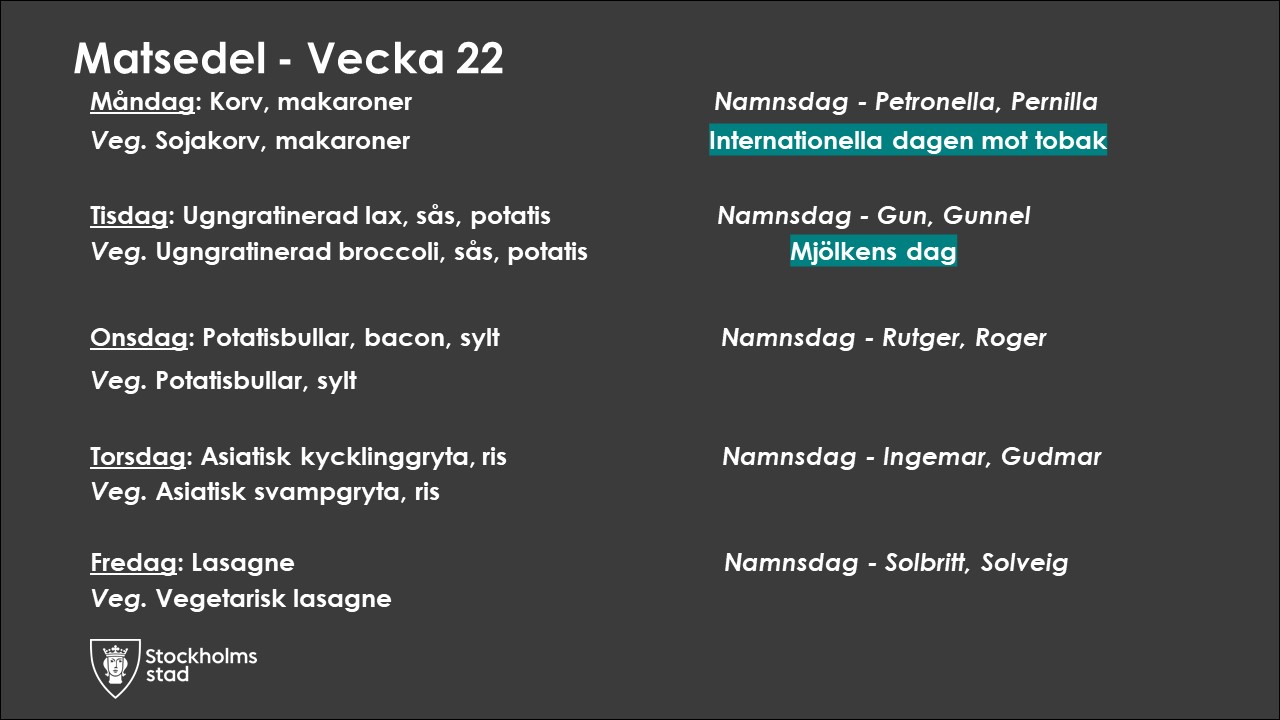 Matsedel - Vecka 22
Måndag: Korv, makaroner
Namnsdag - Petronella, Pernilla
Veg. Sojakorv, makaroner
Internationella dagen mot tobak
Tisdag: Ugngratinerad lax, sås, potatis
Namnsdag - Gun, Gunnel
Veg. Ugngratinerad broccoli, sås, potatis
Mjölkens dag
Onsdag: Potatisbullar, bacon, sylt
Namnsdag - Rutger, Roger
Veg. Potatisbullar, sylt
Torsdag: Asiatisk kycklinggryta, ris
Namnsdag - Ingemar, Gudmar
Veg. Asiatisk svampgryta, ris
Fredag: Lasagne
Namnsdag - Solbritt, Solveig
Veg. Vegetarisk lasagne
Stockholms
stad